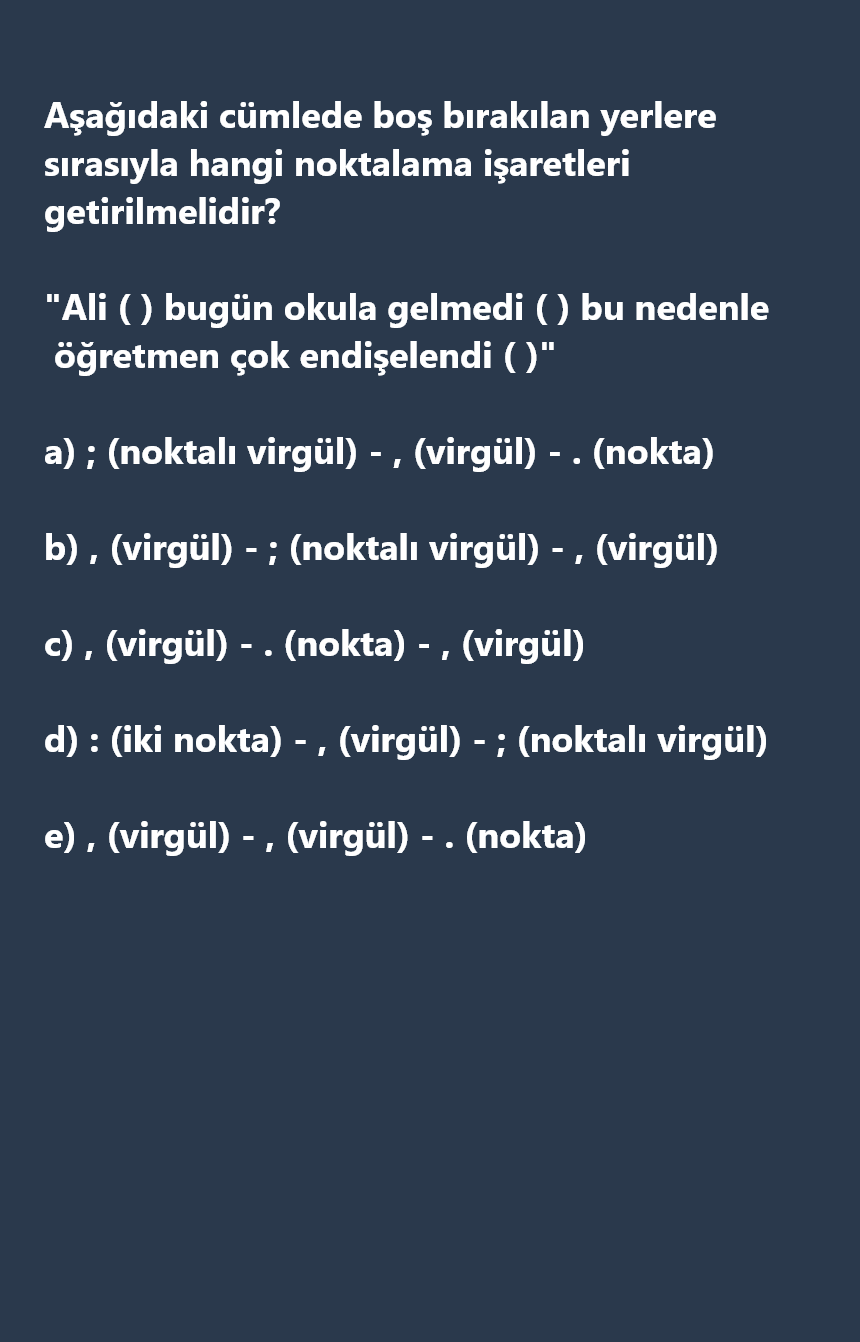 Aşağıdaki cümlede boş bırakılan yerlere
sırasıyla hangi noktalama işaretleri
getirilmelidir?
"Ali ( ) bugün okula gelmedi ( ) bu nedenle
öğretmen çok endişelendi ( )"
a) ; (noktalı virgül) - , (virgül) - . (nokta)
b) , (virgül) - ; (noktalı virgül) - , (virgül)
c) , (virgül) - . (nokta) - , (virgül)
d) : (iki nokta) - , (virgül) - ; (noktalı virgül)
e) , (virgül) - , (virgül) - . (nokta)